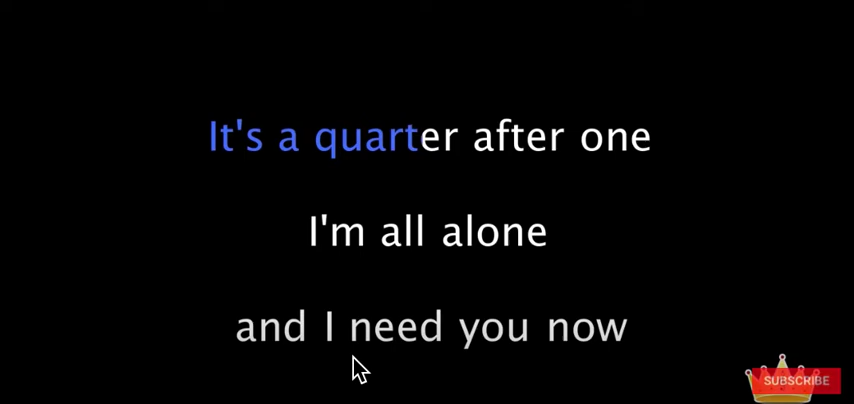 It's a quarter after one
I'm all alone
and I need you now
SUBSCRIBE